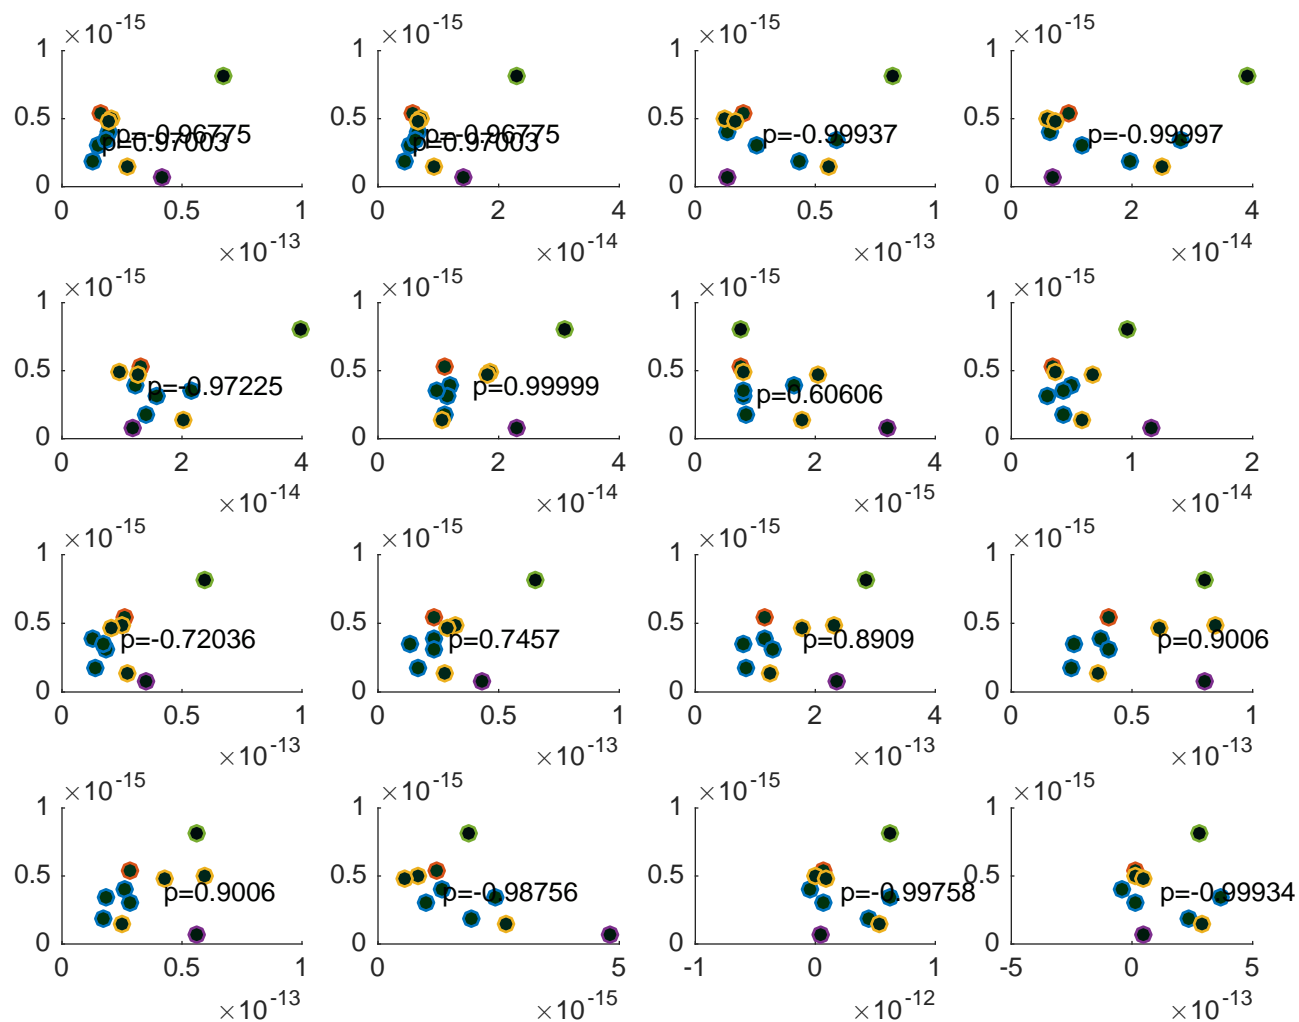 ×10-15 ×10-15 ×10-15 ×10-15
1 1 1 1
0.5 p=-0.96775 0.5 p=-0.96775 0.5 p=-0.99937 0.5 p=-0.99997
p=0.97003 p=0.97003
0 0 0 0
0 0.5 1 0 2 4 0 0.5 1 0 2 4
×10-13 ×10-14 ×10-13 ×10-14
×10-15 ×10-15 ×10-15 ×10-15
1 1 1 1
0.5 p=-0.97225 0.5 p=0.99999 0.5 p=0.60606 0.5
0 0 0 0
0 2 4 0 2 4 0 2 4 0 1 2
×10-14 ×10-14 ×10-15 ×10-14
×10-15 ×10-15 ×10-15 ×10-15
1 1 1 1
0.5 p=-0.72036 0.5 p=0.7457 0.5 p=0.8909 0.5 p=0.9006
0 0 0 0
0 0.5 1 0 0.5 1 0 2 4 0 0.5 1
×10-13 ×10-13 ×10-13 ×10-13
×10-15 ×10-15 ×10-15 ×10-15
1 1 1 1
0.5 p=0.9006 0.5 p=-0.98756 0.5 p=-0.99758 0.5 p=-0.99934
0 0 0 0
0 0.5 1 0 5 -1 0 1 -5 0 5
×10-13 ×10-15 ×10-12 ×10-13